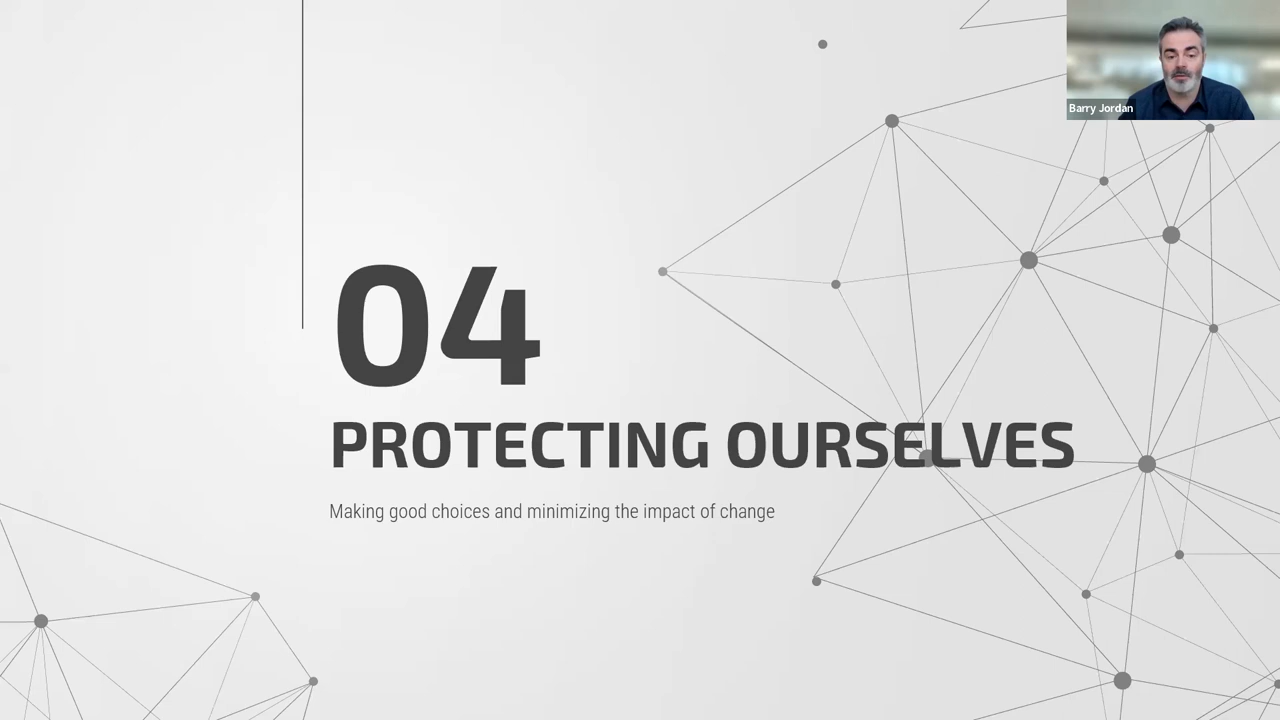 Barry Jordan
04
PROTECTING OURSELVES
Making good choices and minimizing the impact of change